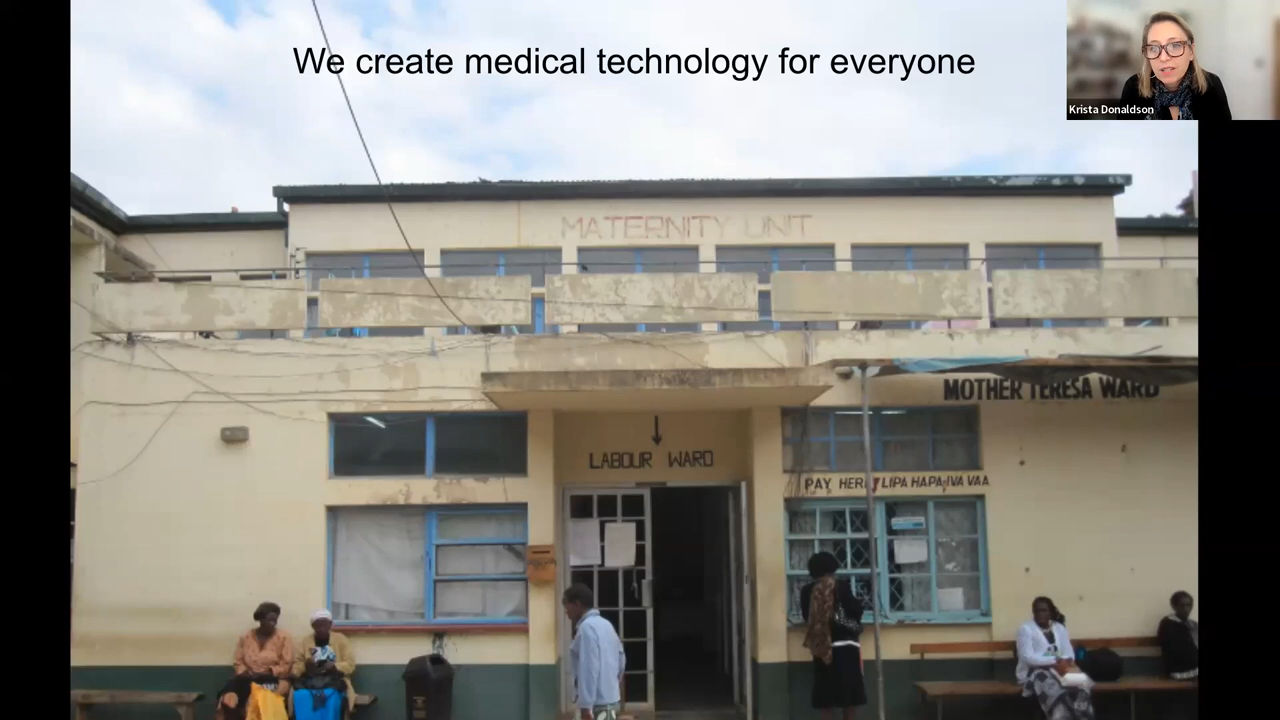 We create medical technology for everyone
Krista Donaldson
MATERNITY UNIT
MOTHER TERESA WARD
LABOUR WARD
PAY HERE/LIPA HAPA/IVA VAA